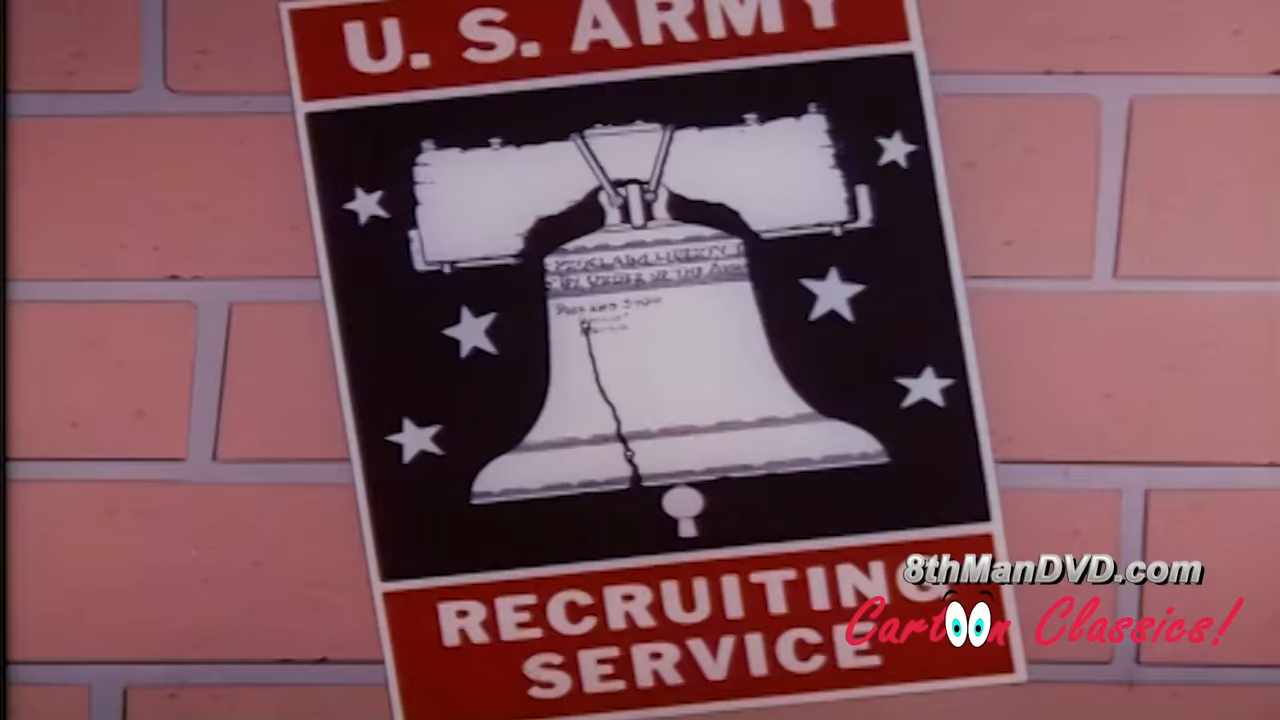 U. S. ARMY
RECRUITING
SERVICE
8thManDVD.com
Cartoon Classics!